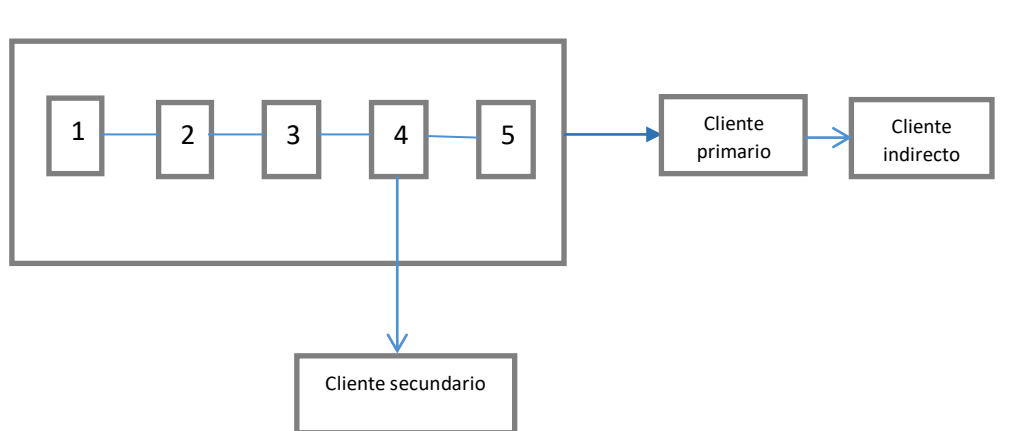 1
2
3
4
5
Cliente
primario
Cliente
indirecto
Cliente secundario